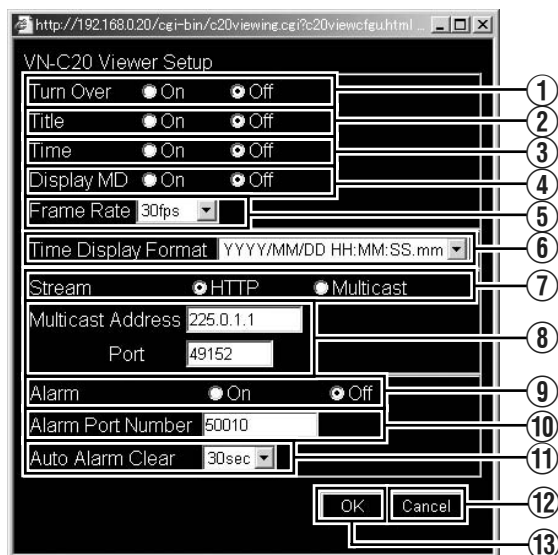 http://192.168.0.20/cgi-bin/c20viewing.cgi?c20viewcfgu.html ...
VN-C20 Viewer Setup
Turn Over On Off ①
Title On Off ②
Time On Off ③
Display MD On Off ④
Frame Rate 30fps ⑤
Time Display Format YYYY/MM/DD HH:MM:SS.mm ⑥
Stream HTTP Multicast ⑦
Multicast Address 225.0.1.1 ⑧
Port 49152
Alarm On Off ⑨
Alarm Port Number 50010 ⑩
Auto Alarm Clear 30sec ⑪
OK Cancel ⑫
⑬